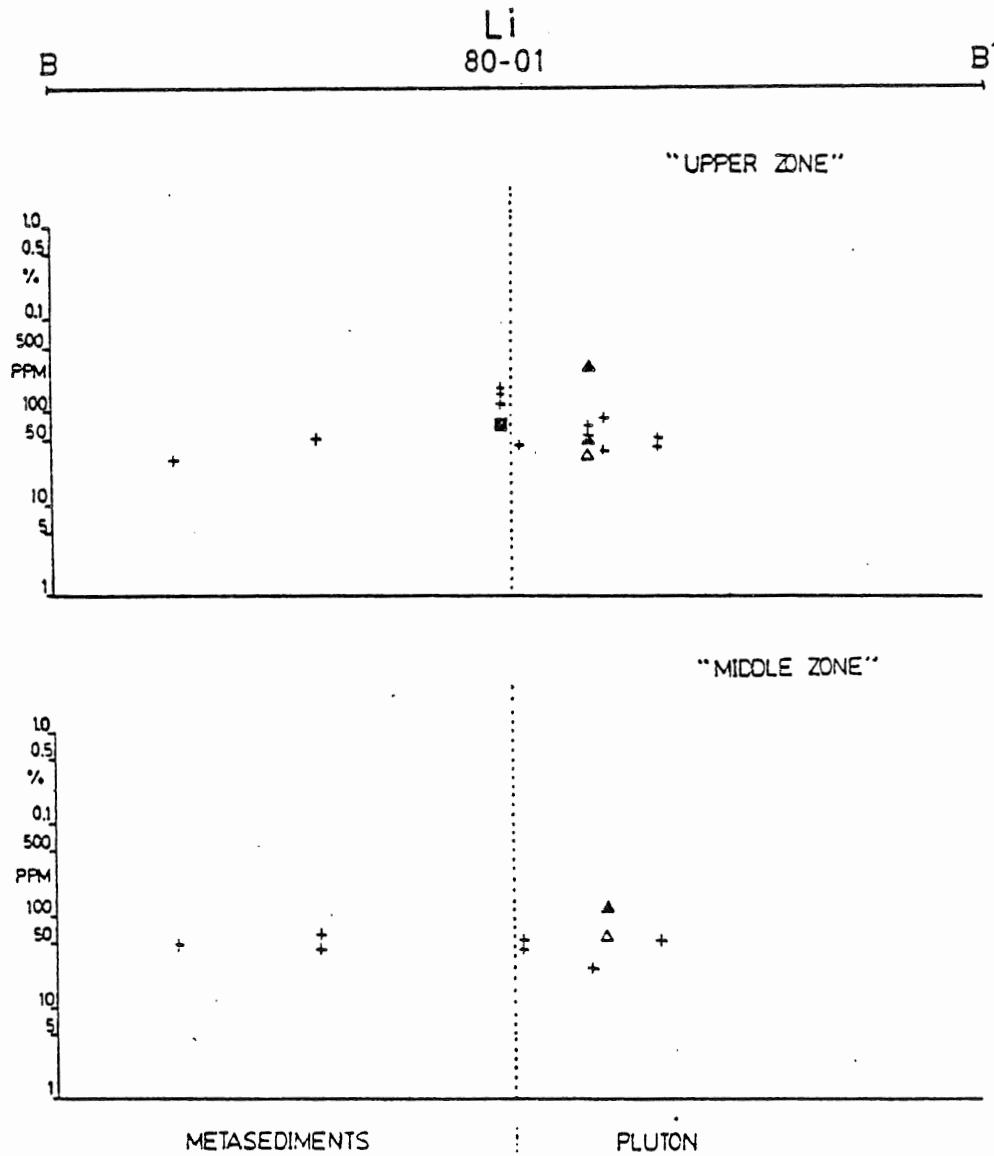 Li
B 80-01 B'
"UPPER ZONE"
1.0
0.5
%
0.1
500
PPM
100
50
10
5
1
"MIDDLE ZONE"
1.0
0.5
%
0.1
500
PPM
100
50
10
5
1
METASEDIMENTS PLUTON